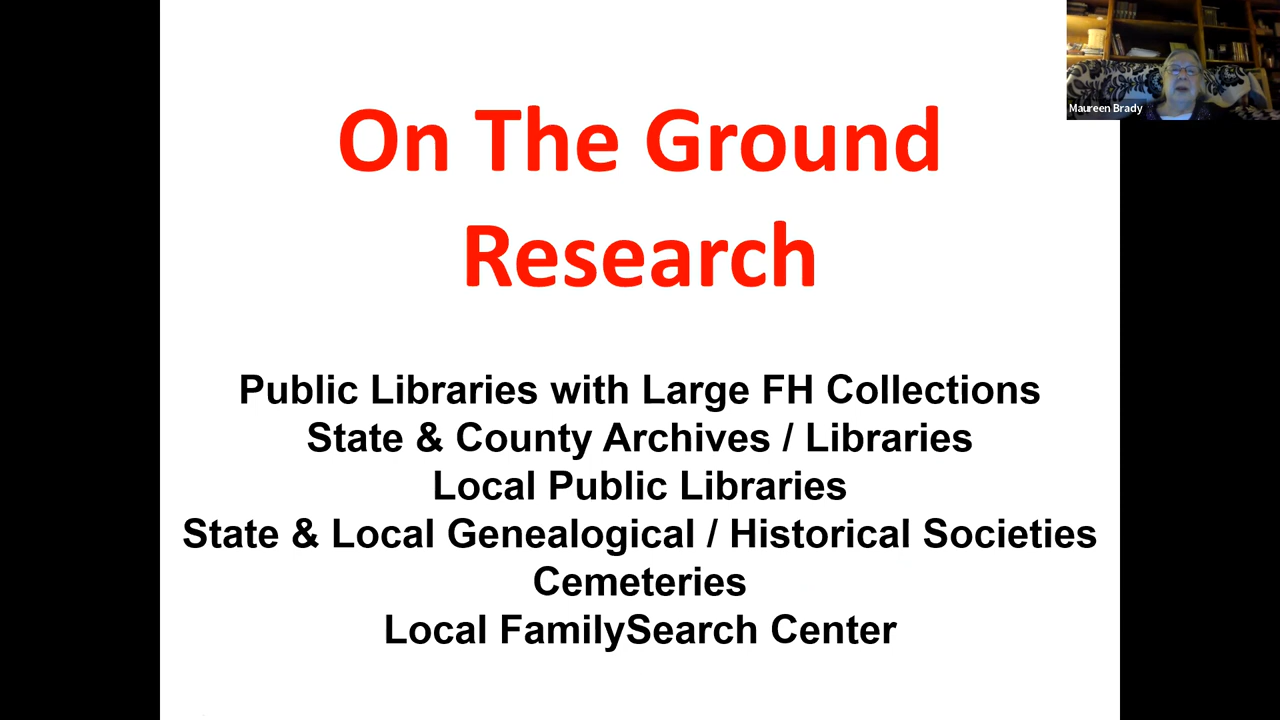 Maureen Brady
On The Ground
Research
Public Libraries with Large FH Collections
State & County Archives / Libraries
Local Public Libraries
State & Local Genealogical / Historical Societies
Cemeteries
Local FamilySearch Center